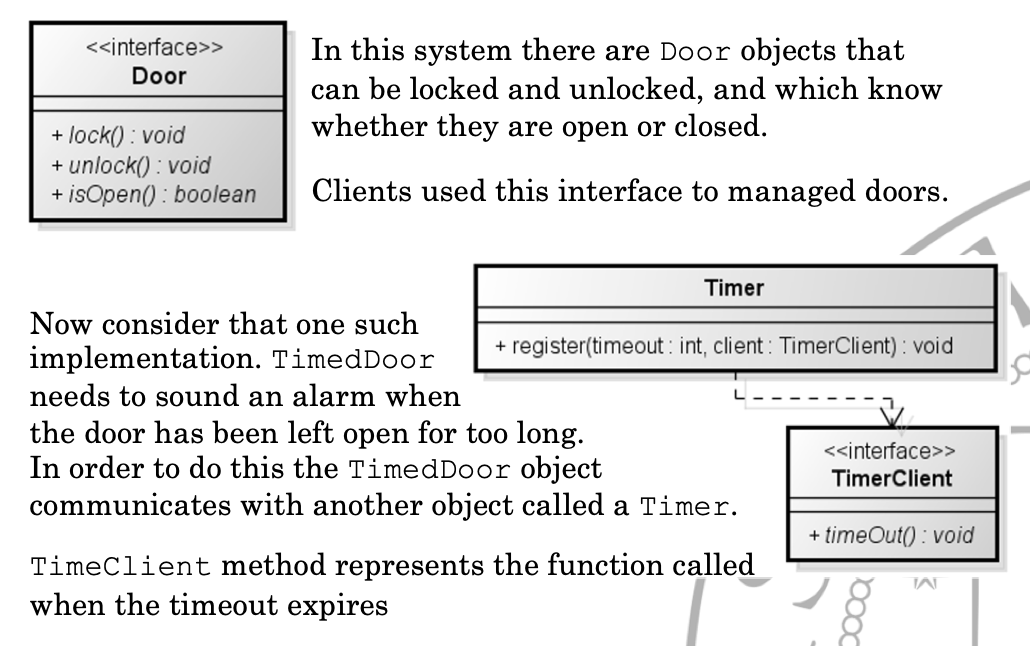 <<interface>>
Door
+ lock() : void
+ unlock() : void
+ isOpen() : boolean
In this system there are Door objects that
can be locked and unlocked, and which know
whether they are open or closed.
Clients used this interface to managed doors.
Timer
+ register(timeout : int, client : TimerClient) : void
Now consider that one such
implementation. TimedDoor
needs to sound an alarm when
the door has been left open for too long.
In order to do this the TimedDoor object
communicates with another object called a Timer.
<<interface>>
TimerClient
+ timeOut() : void
TimeClient method represents the function called
when the timeout expires